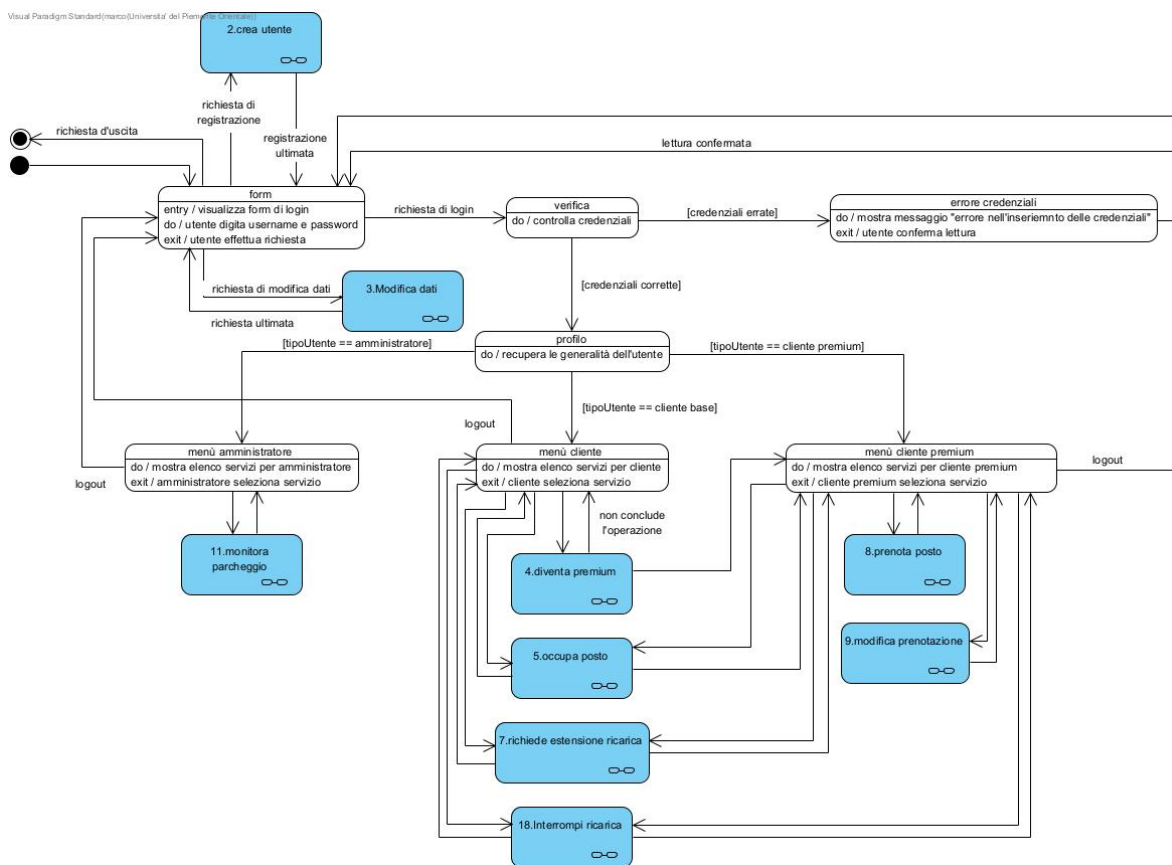 Visual Paradigm Standard(marco(Universita' del Piemonte Orientale))
2.crea utente
richiesta di
registrazione
richiesta d'uscita
registrazione
ultimata
lettura confermata
form
entry / visualizza form di login
do / utente digita username e password
exit / utente effettua richiesta
richiesta di login
verifica
do / controlla credenziali
[credenziali errate]
errore credenziali
do / mostra messaggio "errore nell'inseriemnto delle credenziali"
exit / utente conferma lettura
richiesta di modifica dati
3.Modifica dati
richiesta ultimata
[credenziali corrette]
profilo
do / recupera le generalità dell'utente
[tipoUtente == amministratore]
[tipoUtente == cliente premium]
[tipoUtente == cliente base]
logout
menù amministratore
do / mostra elenco servizi per amministratore
exit / amministratore seleziona servizio
logout
menù cliente
do / mostra elenco servizi per cliente
exit / cliente seleziona servizio
menù cliente premium
do / mostra elenco servizi per cliente premium
exit / cliente premium seleziona servizio
logout
non conclude
l'operazione
11.monitora
parcheggio
4.diventa premium
8.prenota posto
5.occupa posto
9.modifica prenotazione
7.richiede estensione ricarica
18.Interrompi ricarica